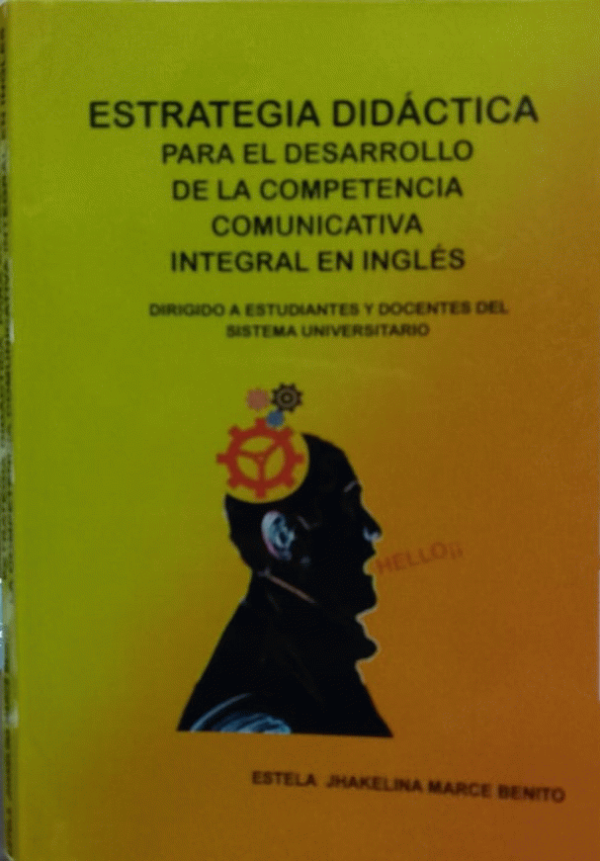 ESTRATEGIA DIDÁCTICA
PARA EL DESARROLLO
DE LA COMPETENCIA
COMUNICATIVA
INTEGRAL EN INGLÉS
DIRIGIDO A ESTUDIANTES Y DOCENTES DEL
SISTEMA UNIVERSITARIO
HELLO¡¡
ESTELA JHAKELINA MARCE BENITO